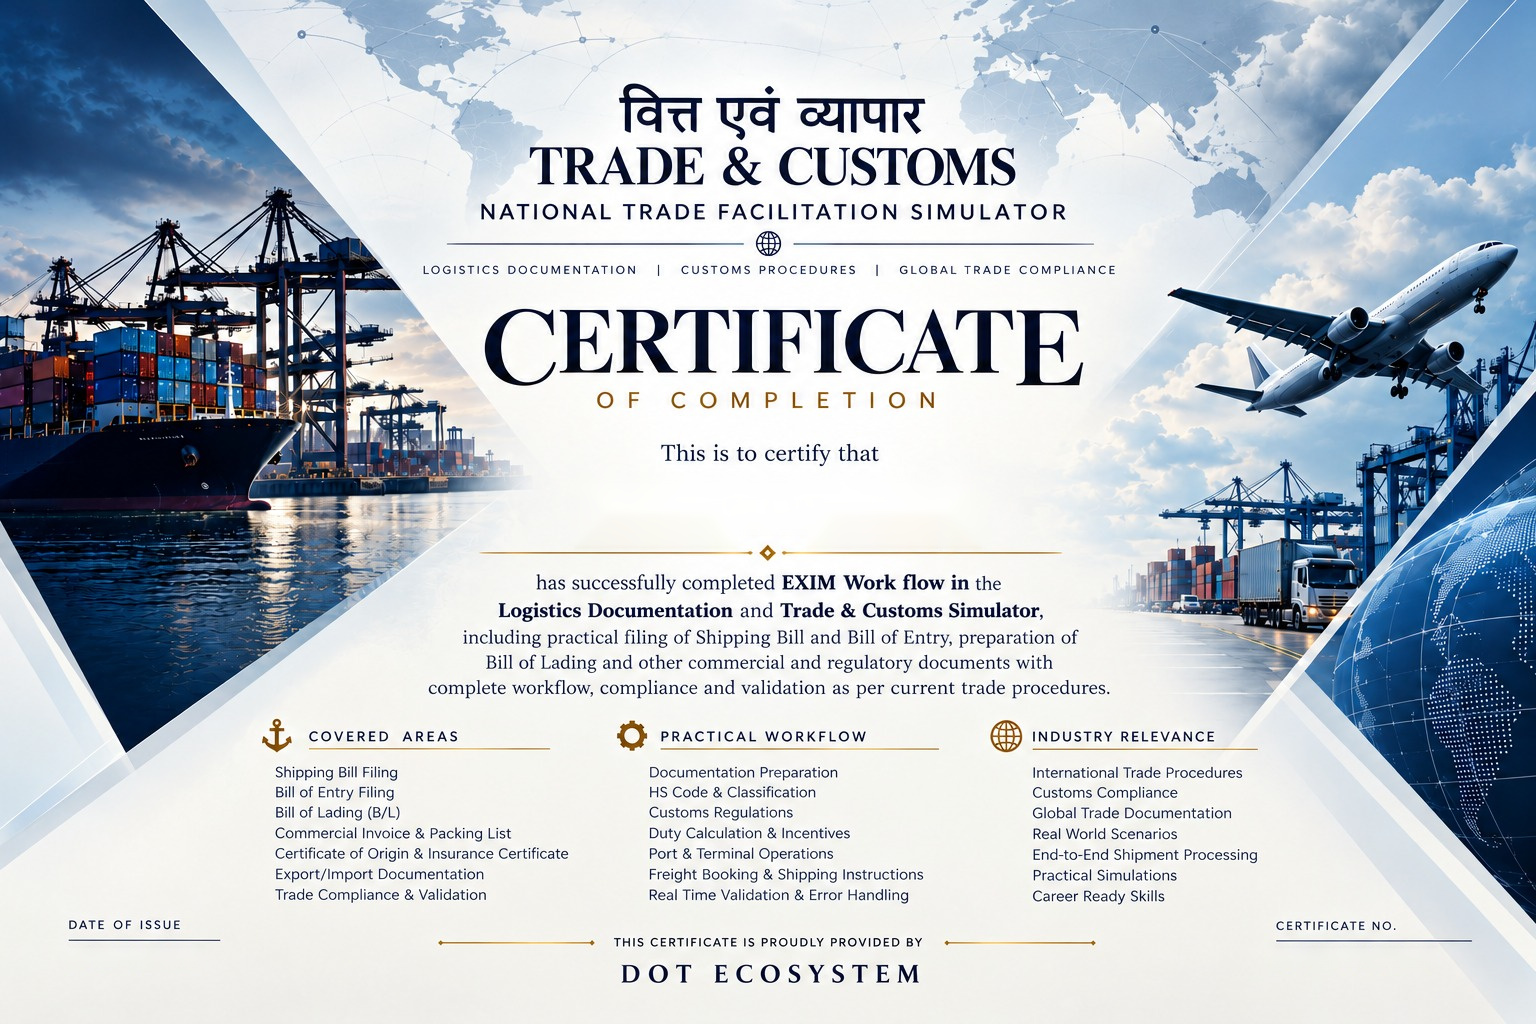 वित्त एवं व्यापार
TRADE & CUSTOMS
NATIONAL TRADE FACILITATION SIMULATOR
LOGISTICS DOCUMENTATION | CUSTOMS PROCEDURES | GLOBAL TRADE COMPLIANCE
CERTIFICATE
OF COMPLETION
This is to certify that
has successfully completed EXIM Work flow in the
Logistics Documentation and Trade & Customs Simulator,
including practical filing of Shipping Bill and Bill of Entry, preparation of
Bill of Lading and other commercial and regulatory documents with
complete workflow, compliance and validation as per current trade procedures.
COVERED AREAS
Shipping Bill Filing
Bill of Entry Filing
Bill of Lading (B/L)
Commercial Invoice & Packing List
Certificate of Origin & Insurance Certificate
Export/Import Documentation
Trade Compliance & Validation
PRACTICAL WORKFLOW
Documentation Preparation
HS Code & Classification
Customs Regulations
Duty Calculation & Incentives
Port & Terminal Operations
Freight Booking & Shipping Instructions
Real Time Validation & Error Handling
INDUSTRY RELEVANCE
International Trade Procedures
Customs Compliance
Global Trade Documentation
Real World Scenarios
End-to-End Shipment Processing
Practical Simulations
Career Ready Skills
DATE OF ISSUE
CERTIFICATE NO.
THIS CERTIFICATE IS PROUDLY PROVIDED BY
DOT ECOSYSTEM